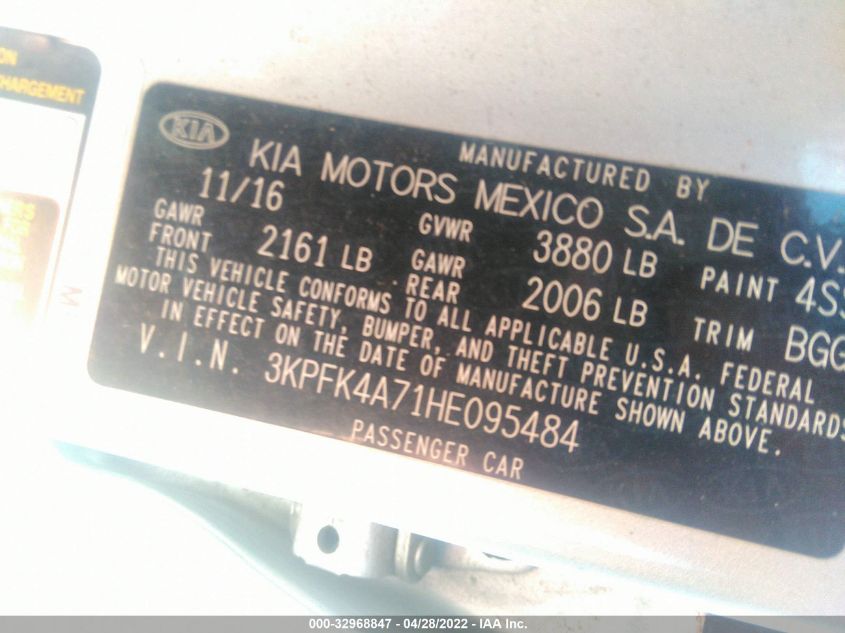 ON
CHARGEMENT
KIA
MANUFACTURED BY
KIA MOTORS MEXICO S.A. DE C.V.
11/16
GVWR 3880 LB
PAINT 4SS
GAWR FRONT 2161 LB
GAWR REAR 2006 LB
TRIM BGG
THIS VEHICLE CONFORMS TO ALL APPLICABLE U.S.A. FEDERAL
MOTOR VEHICLE SAFETY, BUMPER, AND THEFT PREVENTION STANDARDS
IN EFFECT ON THE DATE OF MANUFACTURE SHOWN ABOVE.
V.I.N. 3KPFK4A71HE095484
PASSENGER CAR
000-32968847 - 04/28/2022 - IAA Inc.